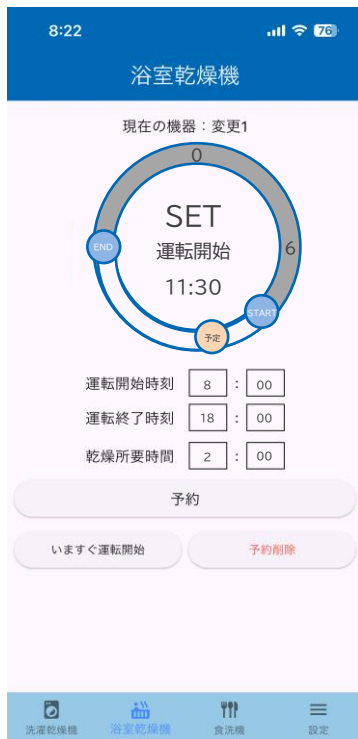 8:22
76
浴室乾燥機
現在の機器：変更1
0
SET
END
運転開始
6
11:30
START
予定
運転開始時刻 8 : 00
運転終了時刻 18 : 00
乾燥所要時間 2 : 00
予約
いますぐ運転開始 予約削除
洗濯乾燥機 浴室乾燥機 食洗機 設定